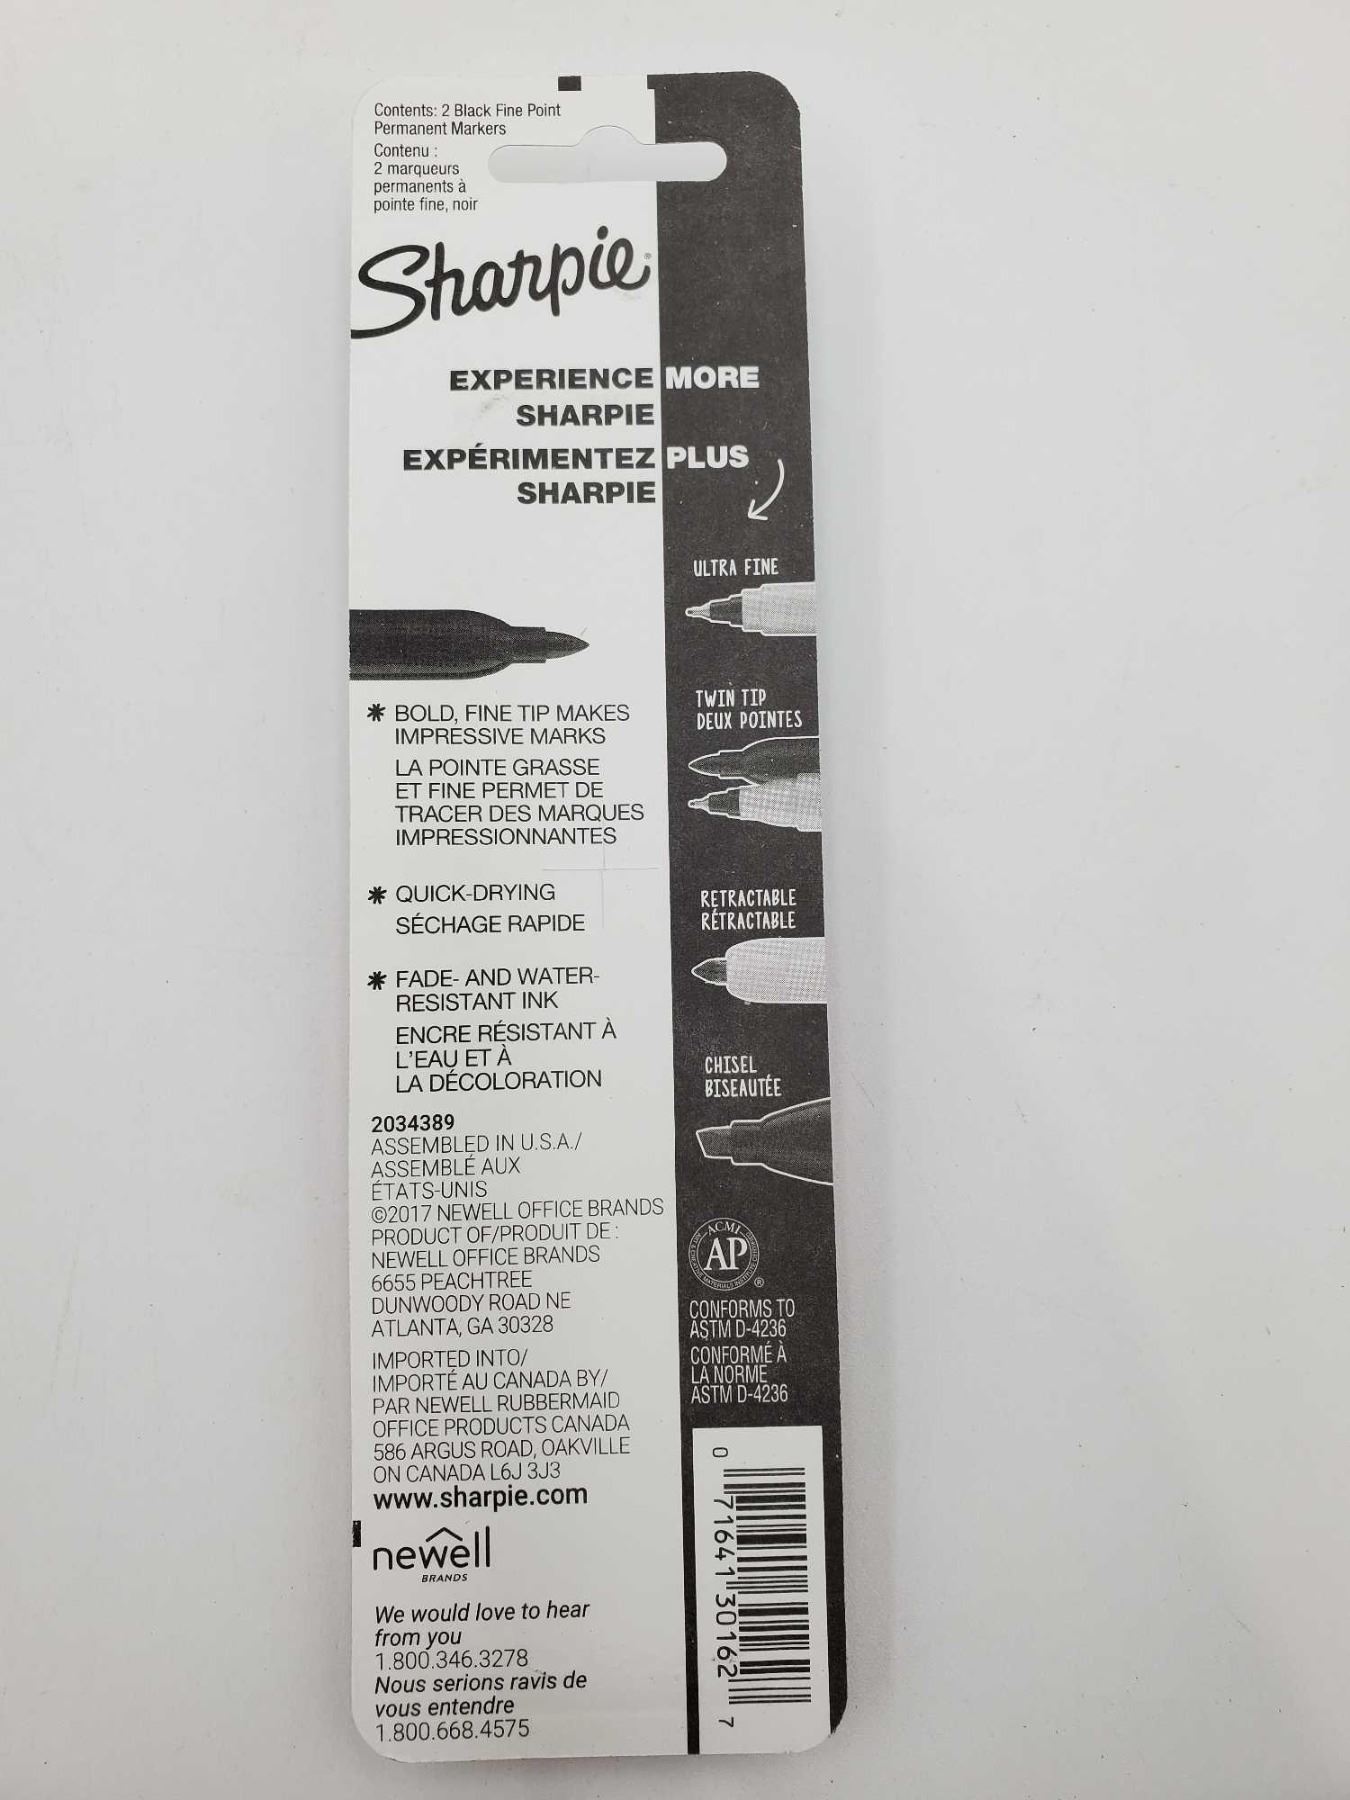 Contents: 2 Black Fine Point
Permanent Markers
Contenu :
2 marqueurs
permanents à
pointe fine, noir
Sharpie®
EXPERIENCE MORE
SHARPIE
EXPÉRIMENTEZ PLUS
SHARPIE
ULTRA FINE
TWIN TIP
DEUX POINTES
RETRACTABLE
RÉTRACTABLE
CHISEL
BISEAUTÉE
* BOLD, FINE TIP MAKES
IMPRESSIVE MARKS
LA POINTE GRASSE
ET FINE PERMET DE
TRACER DES MARQUES
IMPRESSIONNANTES
* QUICK-DRYING
SÉCHAGE RAPIDE
* FADE- AND WATER-
RESISTANT INK
ENCRE RÉSISTANT À
L'EAU ET À
LA DÉCOLORATION
2034389
ASSEMBLED IN U.S.A./
ASSEMBLÉ AUX
ÉTATS-UNIS
©2017 NEWELL OFFICE BRANDS
PRODUCT OF/PRODUIT DE :
NEWELL OFFICE BRANDS
6655 PEACHTREE
DUNWOODY ROAD NE
ATLANTA, GA 30328
IMPORTED INTO/
IMPORTÉ AU CANADA BY/
PAR NEWELL RUBBERMAID
OFFICE PRODUCTS CANADA
586 ARGUS ROAD, OAKVILLE
ON CANADA L6J 3J3
www.sharpie.com
newell
BRANDS
We would love to hear
from you
1.800.346.3278
Nous serions ravis de
vous entendre
1.800.668.4575
ACMI
AP
®
CONFORMS TO
ASTM D-4236
CONFORMÉ À
LA NORME
ASTM D-4236
0 71641 30162 7